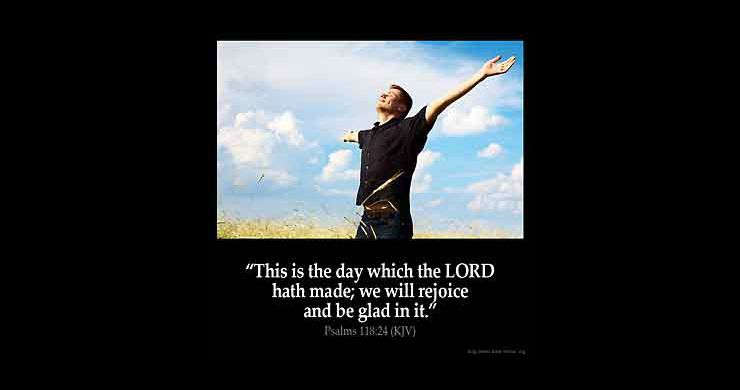 “This is the day which the LORD
hath made; we will rejoice
and be glad in it.”
Psalms 118:24 (KJV)